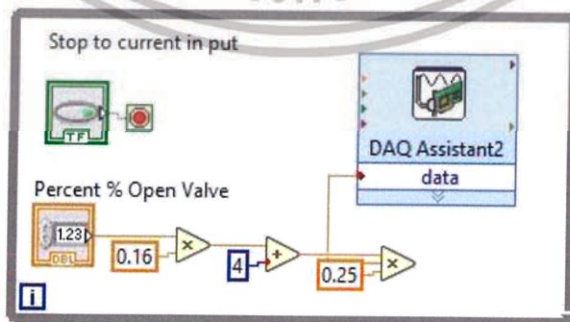 Stop to current in put
TF
DAQ Assistant2
data
Percent % Open Valve
1.23
DBL
0.16
×
4
+
0.25
×
i